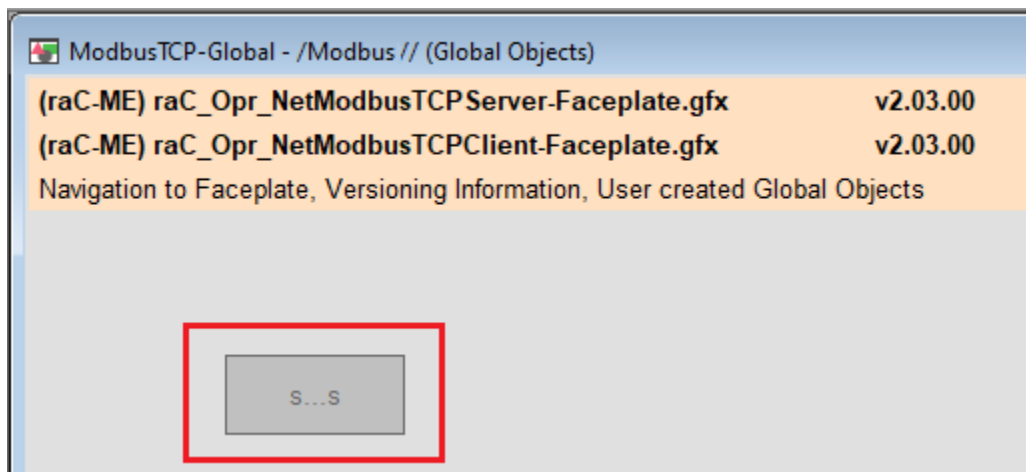 ModbusTCP-Global - /Modbus // (Global Objects)
(raC-ME) raC_Opr_NetModbusTCPServer-Faceplate.gfx v2.03.00
(raC-ME) raC_Opr_NetModbusTCPClient-Faceplate.gfx v2.03.00
Navigation to Faceplate, Versioning Information, User created Global Objects
s...s